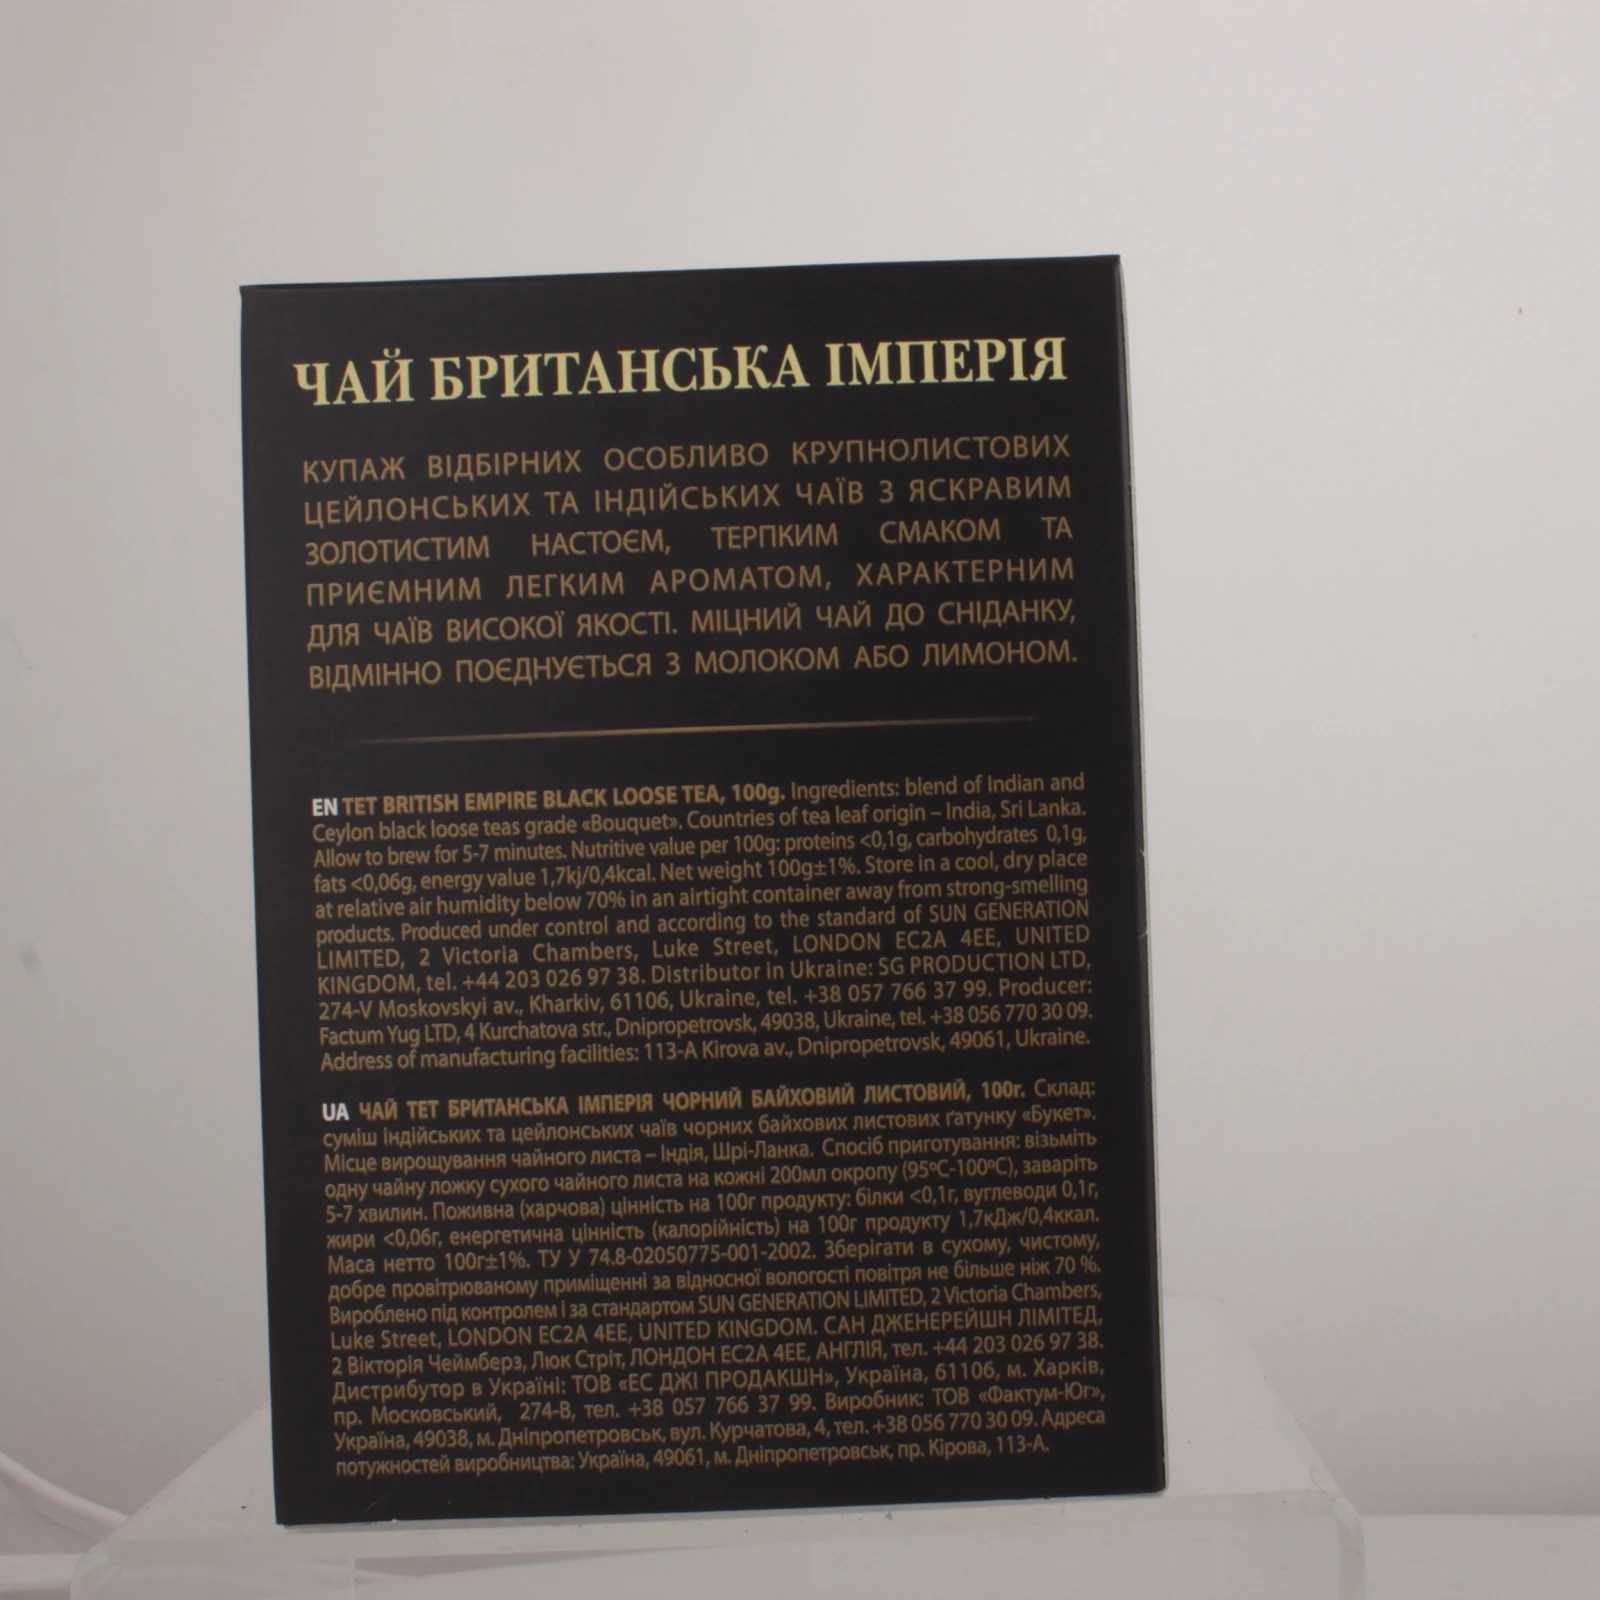 ЧАЙ БРИТАНСЬКА ІМПЕРІЯ
КУПАЖ ВІДБІРНИХ ОСОБЛИВО КРУПНОЛИСТОВИХ
ЦЕЙЛОНСЬКИХ ТА ІНДІЙСЬКИХ ЧАЇВ З ЯСКРАВИМ
ЗОЛОТИСТИМ НАСТОЄМ, ТЕРПКИМ СМАКОМ ТА
ПРИЄМНИМ ЛЕГКИМ АРОМАТОМ, ХАРАКТЕРНИМ
ДЛЯ ЧАЇВ ВИСОКОЇ ЯКОСТІ. МІЦНИЙ ЧАЙ ДО СНІДАНКУ,
ВІДМІННО ПОЄДНУЄТЬСЯ З МОЛОКОМ АБО ЛИМОНОМ.
EN TET BRITISH EMPIRE BLACK LOOSE TEA, 100g. Ingredients: blend of Indian and
Ceylon black loose teas grade «Bouquet». Countries of tea leaf origin – India, Sri Lanka.
Allow to brew for 5-7 minutes. Nutritive value per 100g: proteins <0,1g, carbohydrates 0,1g,
fats <0,06g, energy value 1,7kj/0,4kcal. Net weight 100g±1%. Store in a cool, dry place
at relative air humidity below 70% in an airtight container away from strong-smelling
products. Produced under control and according to the standard of SUN GENERATION
LIMITED, 2 Victoria Chambers, Luke Street, LONDON EC2A 4EE, UNITED
KINGDOM, tel. +44 203 026 97 38. Distributor in Ukraine: SG PRODUCTION LTD,
274-V Moskovskyi av., Kharkiv, 61106, Ukraine, tel. +38 057 766 37 99. Producer:
Factum Yug LTD, 4 Kurchatova str., Dnipropetrovsk, 49038, Ukraine, tel. +38 056 770 30 09.
Address of manufacturing facilities: 113-A Kirova av., Dnipropetrovsk, 49061, Ukraine.
UA ЧАЙ ТЕТ БРИТАНСЬКА ІМПЕРІЯ ЧОРНИЙ БАЙХОВИЙ ЛИСТОВИЙ, 100г. Склад:
суміш індійських та цейлонських чаїв чорних байхових листових ґатунку «Букет».
Місце вирощування чайного листа – Індія, Шрі-Ланка. Спосіб приготування: візьміть
одну чайну ложку сухого чайного листа на кожні 200мл окропу (95ºC-100ºC), заваріть
5-7 хвилин. Поживна (харчова) цінність на 100г продукту: білки <0,1г, вуглеводи 0,1г,
жири <0,06г, енергетична цінність (калорійність) на 100г продукту 1,7кДж/0,4ккал.
Маса нетто 100г±1%. ТУ У 74.8-02050775-001-2002. Зберігати в сухому, чистому,
добре провітрюваному приміщенні за відносної вологості повітря не більше ніж 70 %.
Вироблено під контролем і за стандартом SUN GENERATION LIMITED, 2 Victoria Chambers,
Luke Street, LONDON EC2A 4EE, UNITED KINGDOM. САН ДЖЕНЕРЕЙШН ЛІМІТЕД,
2 Вікторія Чеймберз, Люк Стріт, ЛОНДОН ЕС2А 4ЕЕ, АНГЛІЯ, тел. +44 203 026 97 38.
Дистрибутор в Україні: ТОВ «ЕС ДЖІ ПРОДАКШН», Україна, 61106, м. Харків,
пр. Московський, 274-В, тел. +38 057 766 37 99. Виробник: ТОВ «Фактум-Юг»,
Україна, 49038, м. Дніпропетровськ, вул. Курчатова, 4, тел. +38 056 770 30 09. Адреса
потужностей виробництва: Україна, 49061, м. Дніпропетровськ, пр. Кірова, 113-А.